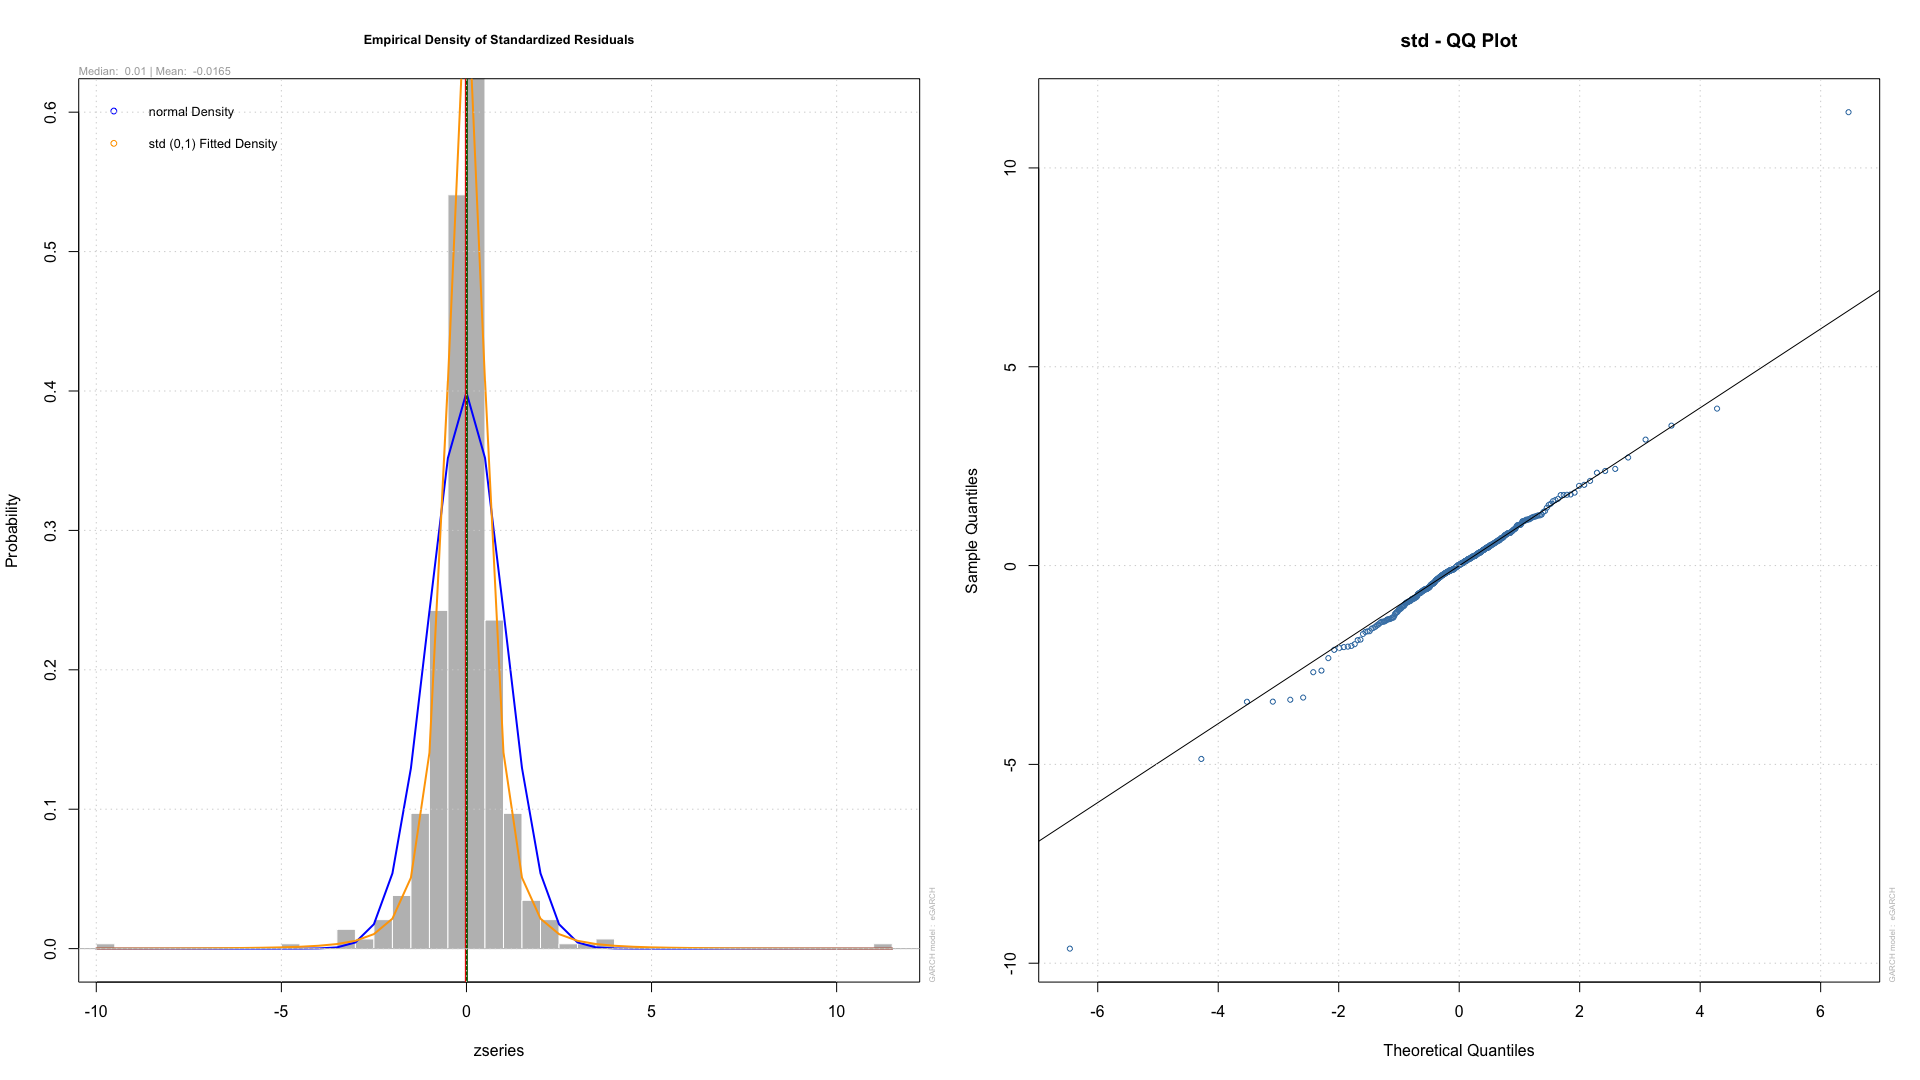 Empirical Density of Standardized Residuals
Median:  0.01 | Mean:  -0.0165
normal Density
std (0,1) Fitted Density
Probability
0.0
0.1
0.2
0.3
0.4
0.5
0.6
-10
-5
0
5
10
zseries
GARCH model :  eGARCH
std - QQ Plot
Sample Quantiles
-10
-5
0
5
10
-6
-4
-2
0
2
4
6
Theoretical Quantiles
GARCH model :  eGARCH